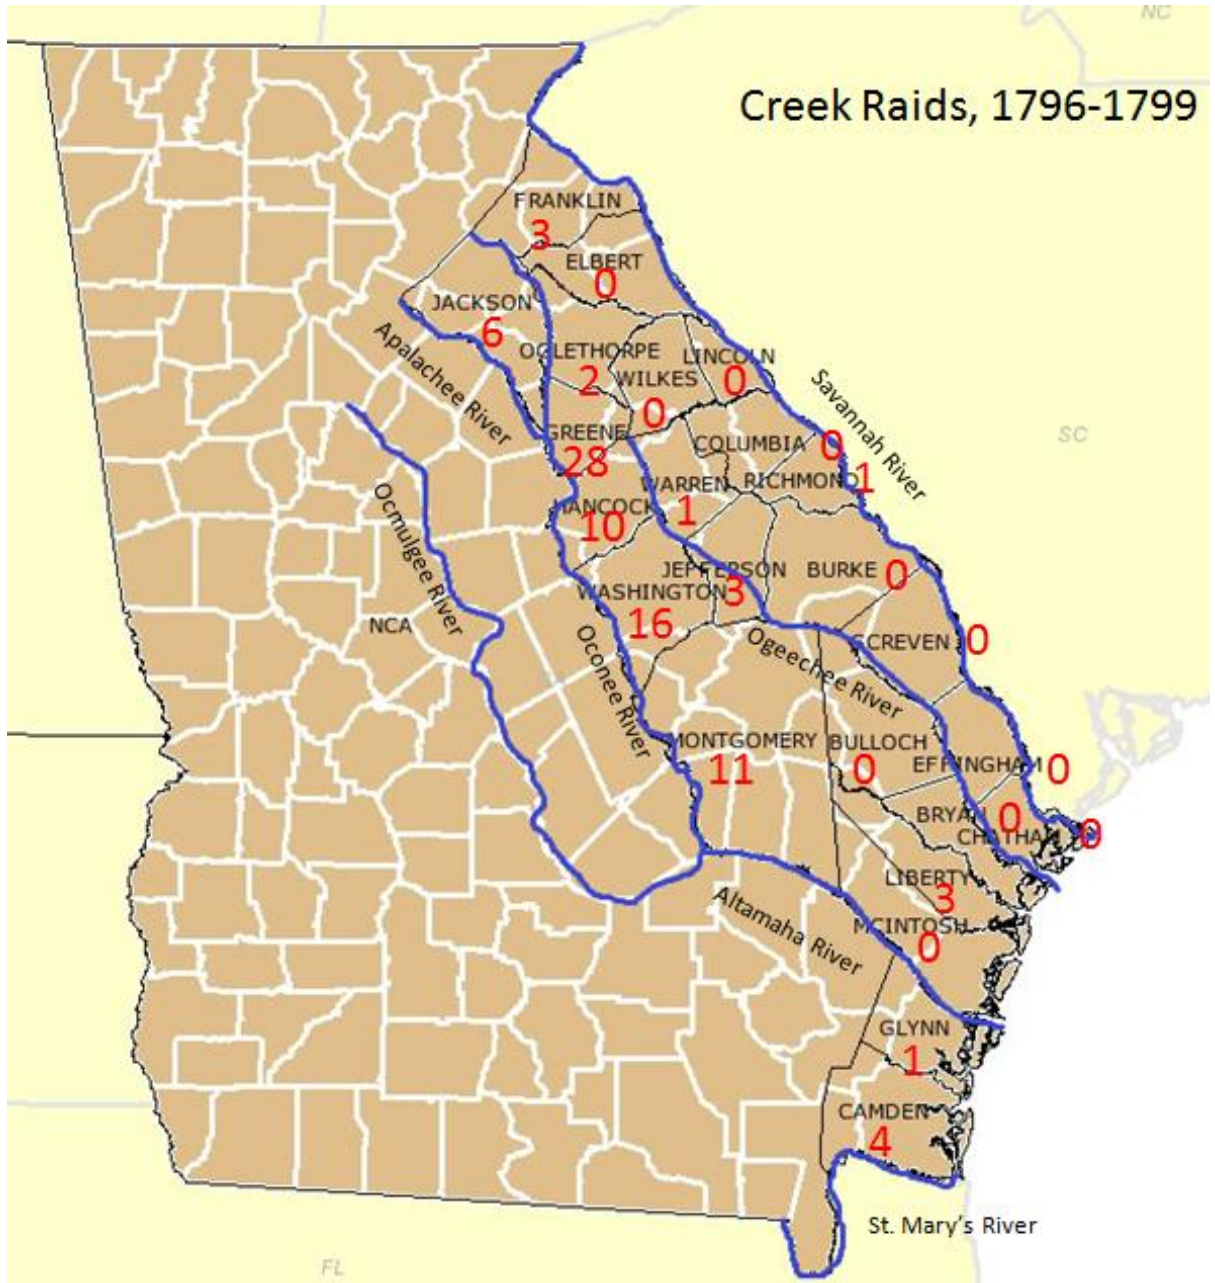 NC
Creek Raids, 1796-1799
FRANKLIN
3
ELBERT
0
JACKSON
6
Apalachee River
OGLETHORPE
2
WILKES
0
LINCOLN
0
Savannah River
SC
GREENE
28
COLUMBIA
0
RICHMOND
1
WARREN
1
HANCOCK
10
Ocmulgee River
JEFFERSON
3
BURKE
0
WASHINGTON
16
NCA
SCREVEN
0
Ogeechee River
Oconee River
MONTGOMERY
11
BULLOCH
0
EFFINGHAM
0
BRYAN
0
CHATHAM
0
LIBERTY
3
MCINTOSH
0
Altamaha River
GLYNN
1
CAMDEN
4
St. Mary's River
FL